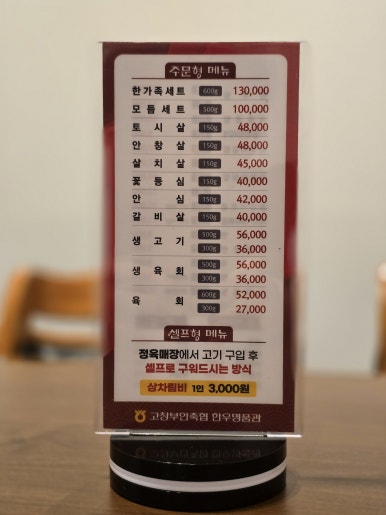 주문형 메뉴
한가족세트 600g 130,000
모듬세트 500g 100,000
토시살 150g 48,000
안창살 150g 48,000
살치살 150g 45,000
꽃등심 150g 40,000
안심 150g 42,000
갈비살 150g 40,000
생고기 500g 56,000
300g 36,000
생육회 500g 56,000
300g 36,000
육회 600g 52,000
300g 27,000
셀프형 메뉴
정육매장에서 고기 구입 후
셀프로 구워드시는 방식
상차림비 1인 3,000원
고창부안축협 한우명품관